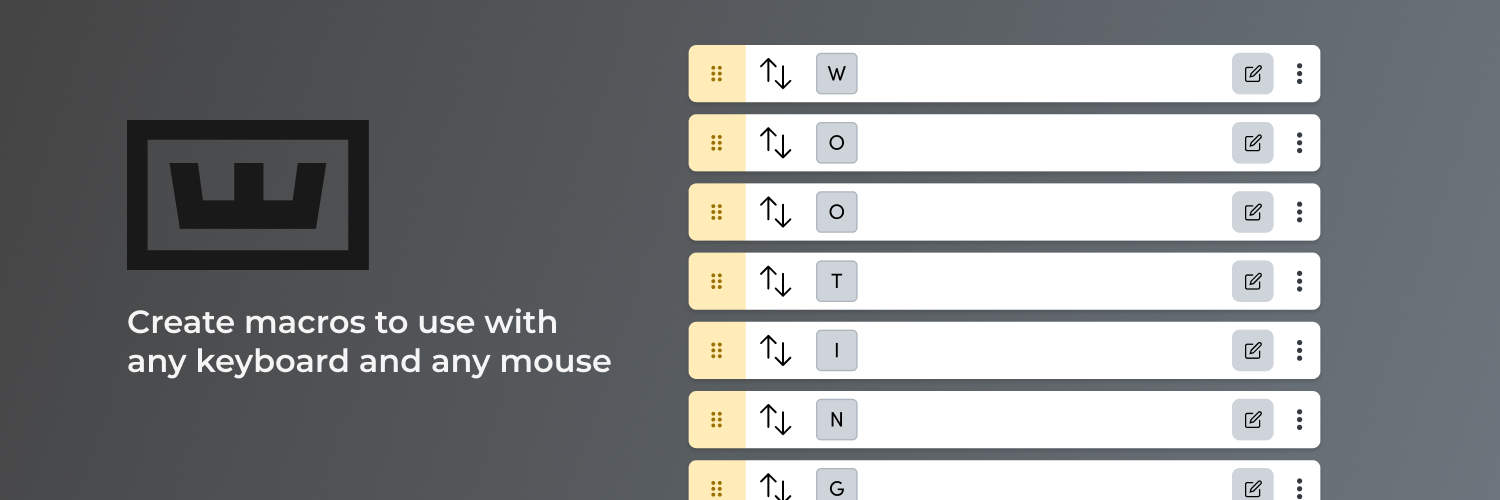 Create macros to use with
any keyboard and any mouse
W
O
O
T
I
N
G